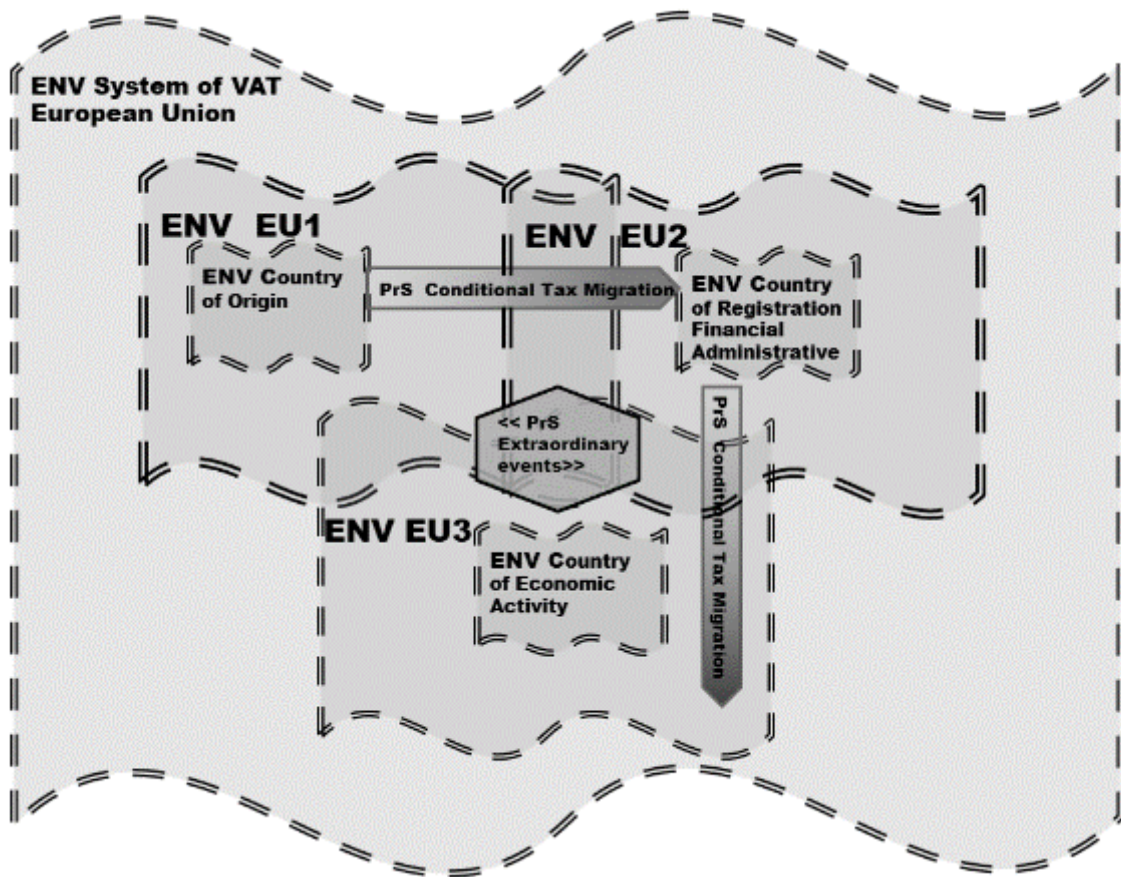 ENV System of VAT
European Union
ENV EU1
ENV EU2
ENV Country
of Origin
PrS Conditional Tax Migration
ENV Country
of Registration
Financial
Administrative
<< PrS
Extraordinary
events>>
PrS Conditional Tax Migration
ENV EU3
ENV Country
of Economic
Activity